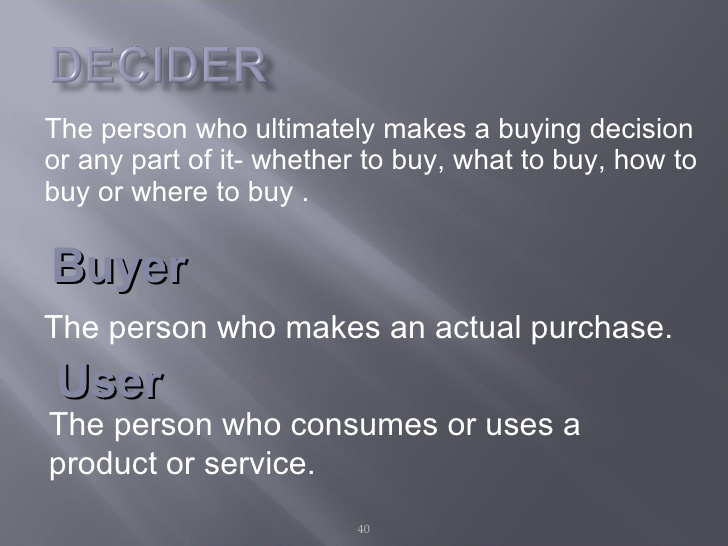 DECIDER
The person who ultimately makes a buying decision
or any part of it- whether to buy, what to buy, how to
buy or where to buy .
Buyer
The person who makes an actual purchase.
User
The person who consumes or uses a
product or service.
40